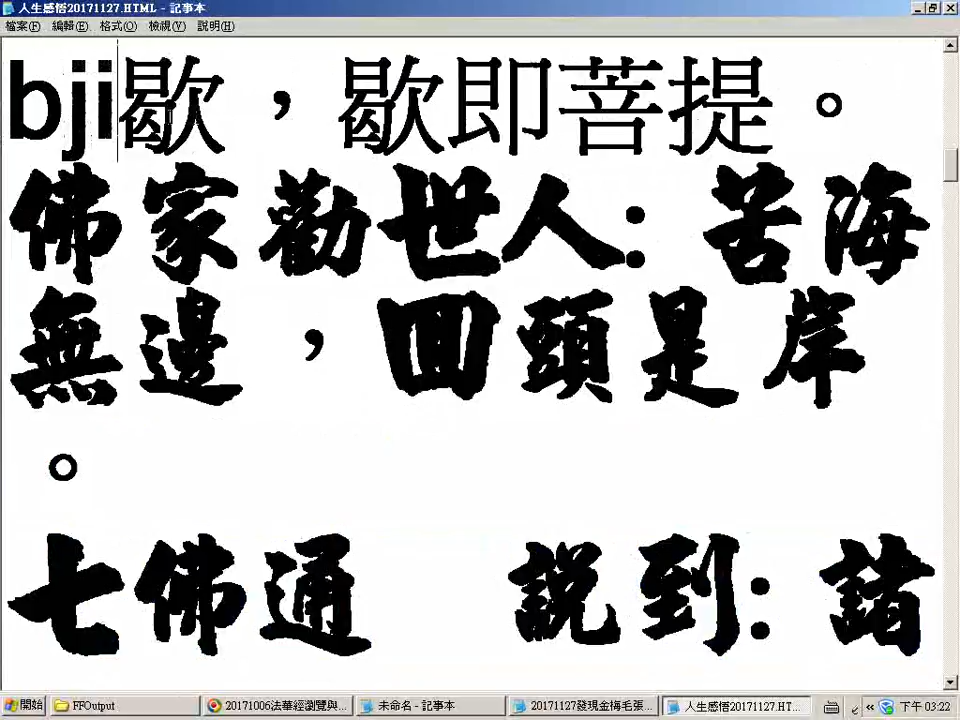 人生感悟20171127.HTML - 記事本
檔案(F) 編輯(E) 格式(O) 檢視(V) 說明(H)
bji歇，歇即菩提。
佛家勸世人: 苦海
無邊，回頭是岸
。
七佛通 説到: 諸
開始 FFOutput 20171006法華經瀏覽與... 未命名 - 記事本 20171127發現金梅毛張... 人生感悟20171127.HT... 下午 03:22